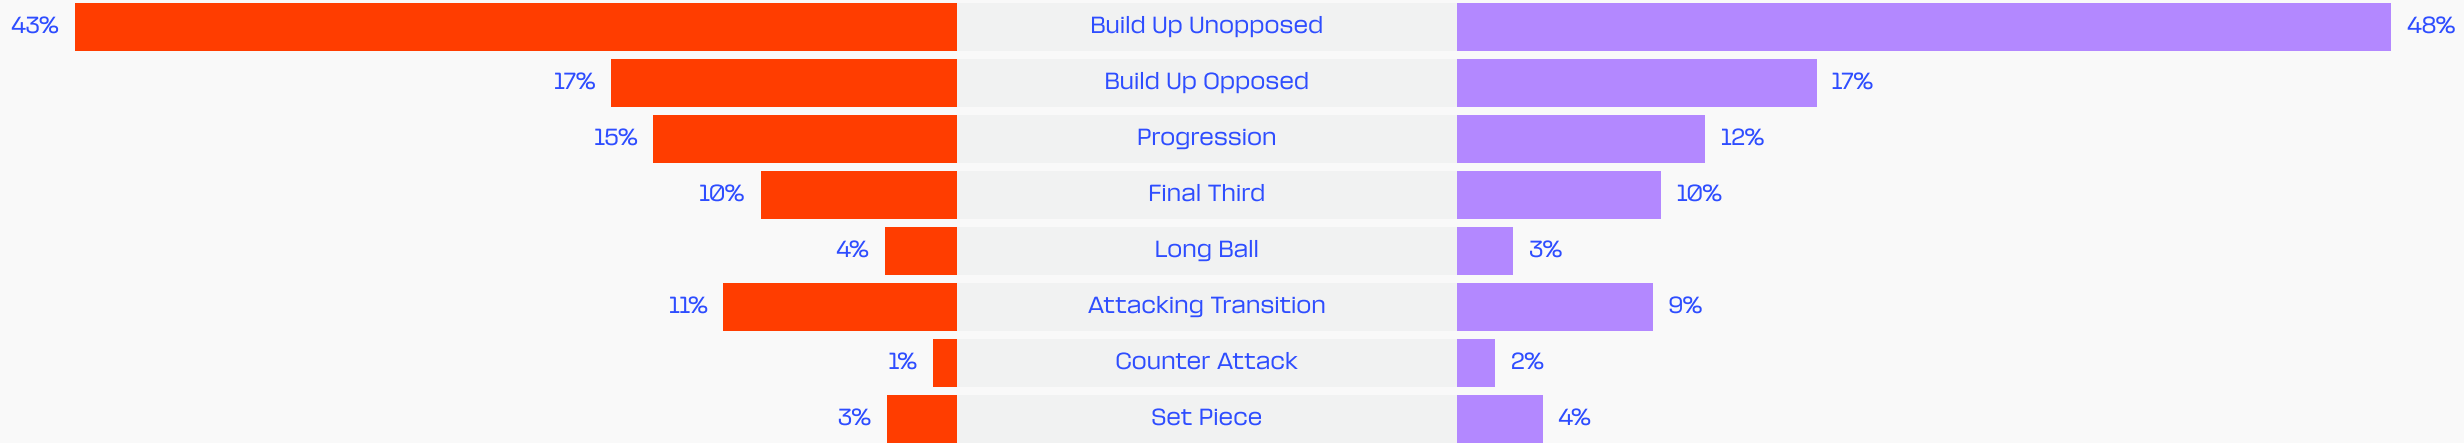 43% Build Up Unopposed 48%
17% Build Up Opposed 17%
15% Progression 12%
10% Final Third 10%
4% Long Ball 3%
11% Attacking Transition 9%
1% Counter Attack 2%
3% Set Piece 4%